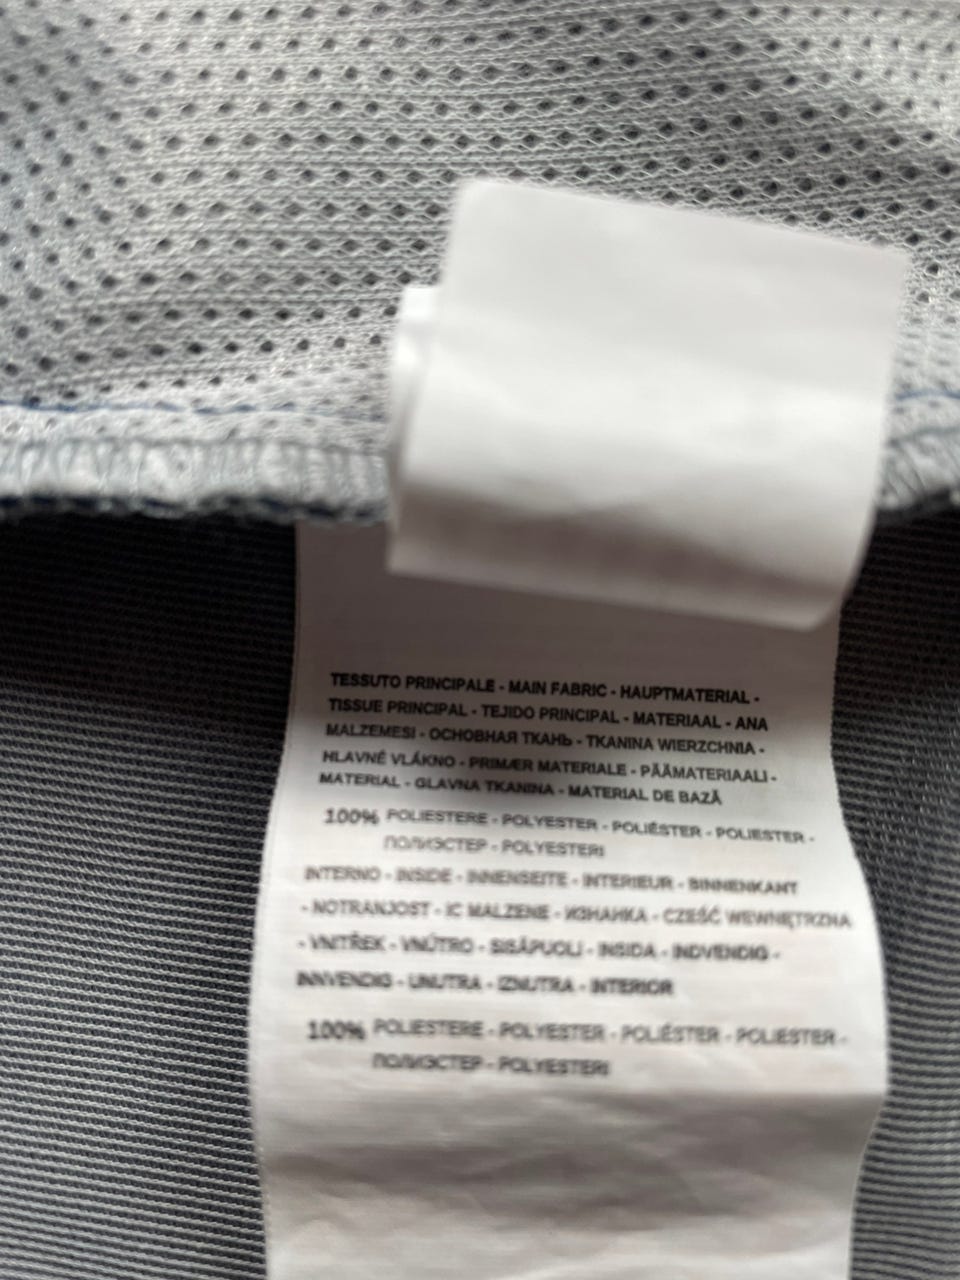 TESSUTO PRINCIPALE - MAIN FABRIC - HAUPTMATERIAL -
TISSUE PRINCIPAL - TEJIDO PRINCIPAL - MATERIAAL - ANA
MALZEMESI - ОСНОВНАЯ ТКАНЬ - TKANINA WIERZCHNIA -
HLAVNÉ VLÁKNO - PRIMÆR MATERIALE - PÄÄMATERIAALI -
MATERIAL - GLAVNA TKANINA - MATERIAL DE BAZĂ
100% POLIESTERE - POLYESTER - POLIÉSTER - POLIESTER -
ПОЛИЭСТЕР - POLYESTERI
INTERNO - INSIDE - INNENSEITE - INTERIEUR - BINNENKANT
- NOTRANJOST - IC MALZENE - ИЗНАНКА - CZEŚĆ WEWNĘTRZNA
- VNITŘEK - VNÚTRO - SISÄPUOLI - INSIDA - INDVENDIG -
INNVENDIG - UNUTRA - IZNUTRA - INTERIOR
100% POLIESTERE - POLYESTER - POLIÉSTER - POLIESTER -
ПОЛИЭСТЕР - POLYESTERI